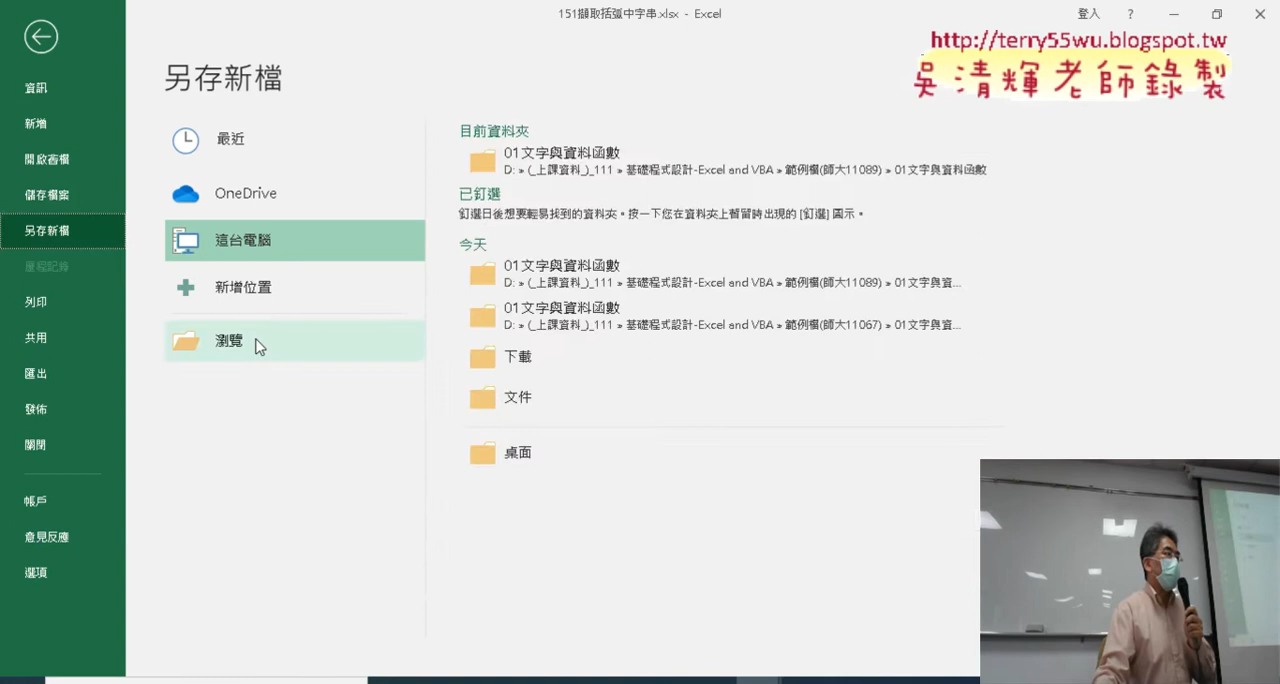 151擷取括弧中字串.xlsx - Excel
登入 ?
http://terry55wu.blogspot.tw
吳清輝老師錄製
資訊
新增
開啟舊檔
儲存檔案
另存新檔
歷程記錄
列印
共用
匯出
發佈
關閉
帳戶
意見反應
選項
另存新檔
最近
OneDrive
這台電腦
新增位置
瀏覽
目前資料夾
01文字與資料函數
D: » (_上課資料_)_111 » 基礎程式設計-Excel and VBA » 範例檔(師大11089) » 01文字與資料函數
已釘選
釘選日後想要輕易找到的資料夾。按一下您在資料夾上暫留時出現的 [釘選] 圖示。
今天
01文字與資料函數
D: » (_上課資料_)_111 » 基礎程式設計-Excel and VBA » 範例檔(師大11089) » 01文字與資...
01文字與資料函數
D: » (_上課資料_)_111 » 基礎程式設計-Excel and VBA » 範例檔(師大11067) » 01文字與資...
下載
文件
桌面